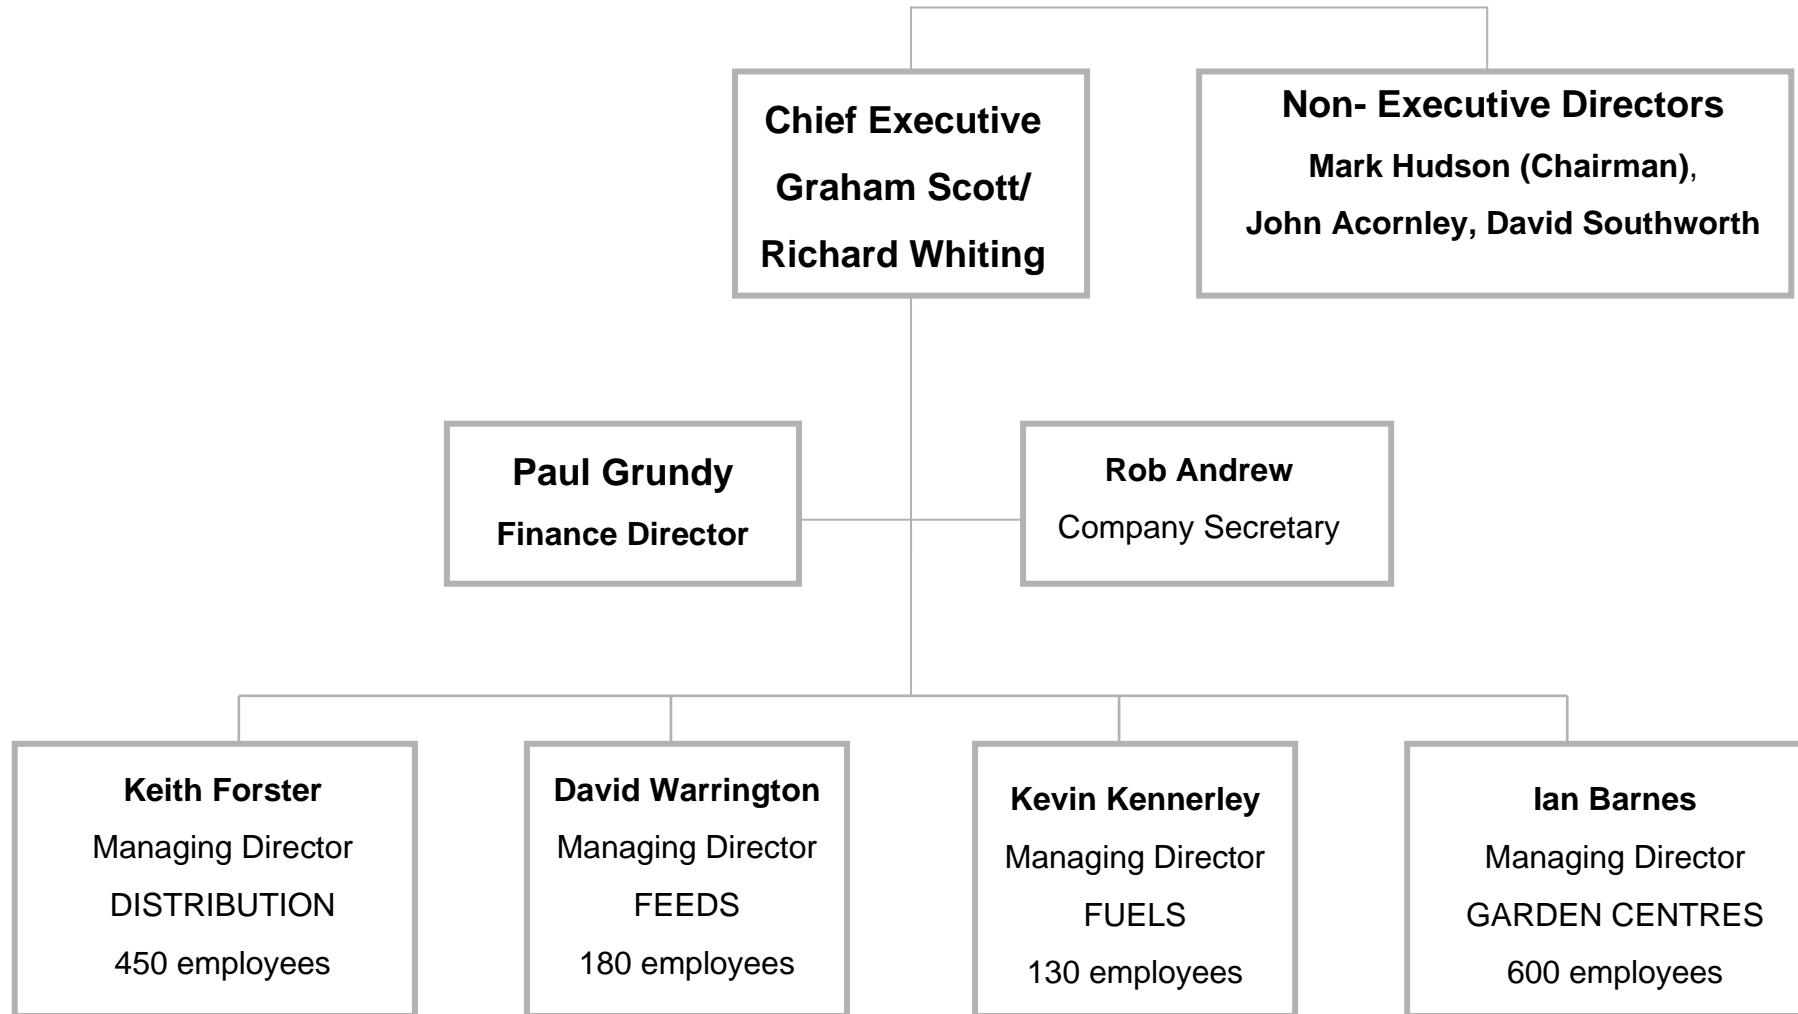 Chief Executive
Graham Scott/
Richard Whiting
Non- Executive Directors
Mark Hudson (Chairman),
John Acornley, David Southworth
Paul Grundy
Finance Director
Rob Andrew
Company Secretary
Keith Forster
Managing Director
DISTRIBUTION
450 employees
David Warrington
Managing Director
FEEDS
180 employees
Kevin Kennerley
Managing Director
FUELS
130 employees
Ian Barnes
Managing Director
GARDEN CENTRES
600 employees